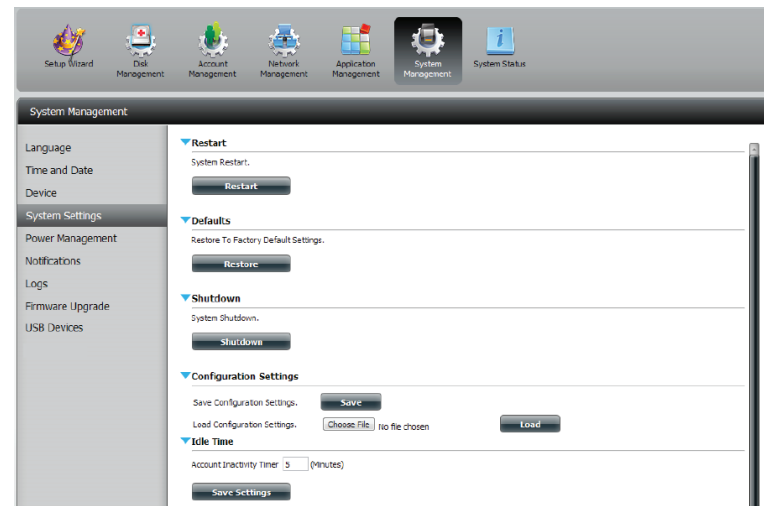 Setup Wizard
Disk
Management
Account
Management
Network
Management
Application
Management
System
Management
System Status
System Management
Language
Time and Date
Device
System Settings
Power Management
Notifications
Logs
Firmware Upgrade
USB Devices
Restart
System Restart.
Restart
Defaults
Restore To Factory Default Settings.
Restore
Shutdown
System Shutdown.
Shutdown
Configuration Settings
Save Configuration Settings. Save
Load Configuration Settings. Choose File No file chosen Load
Idle Time
Account Inactivity Timer 5 (Minutes)
Save Settings